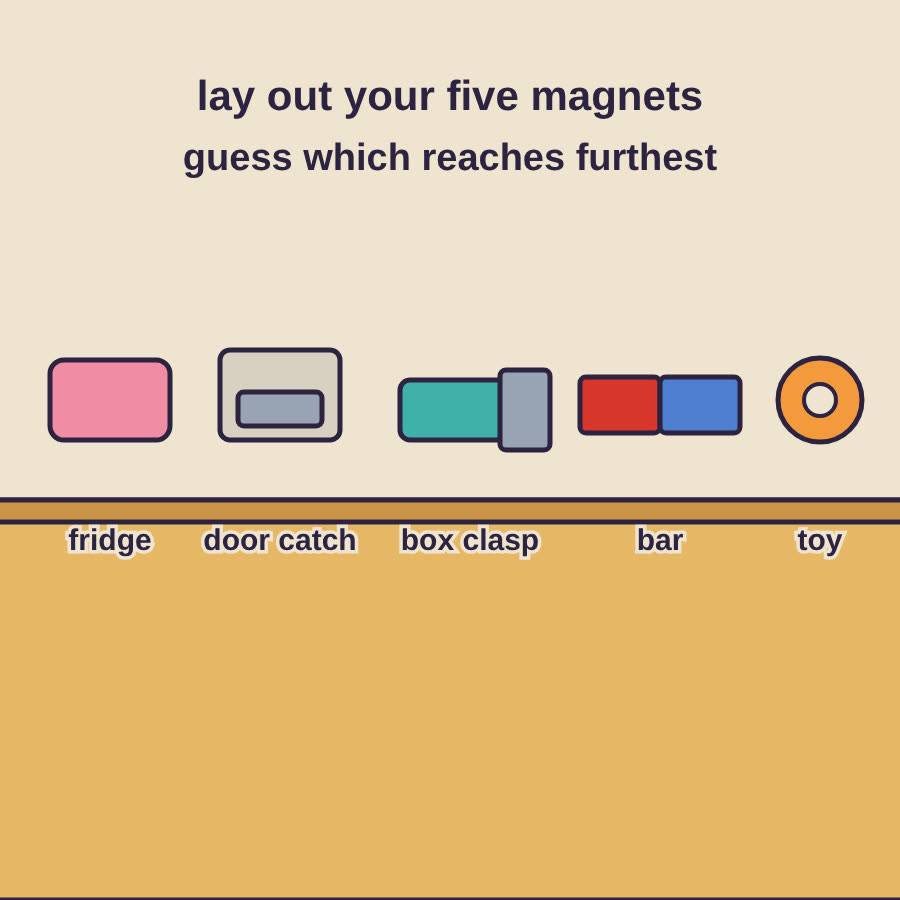 lay out your five magnets
guess which reaches furthest
fridge
door catch
box clasp
bar
toy